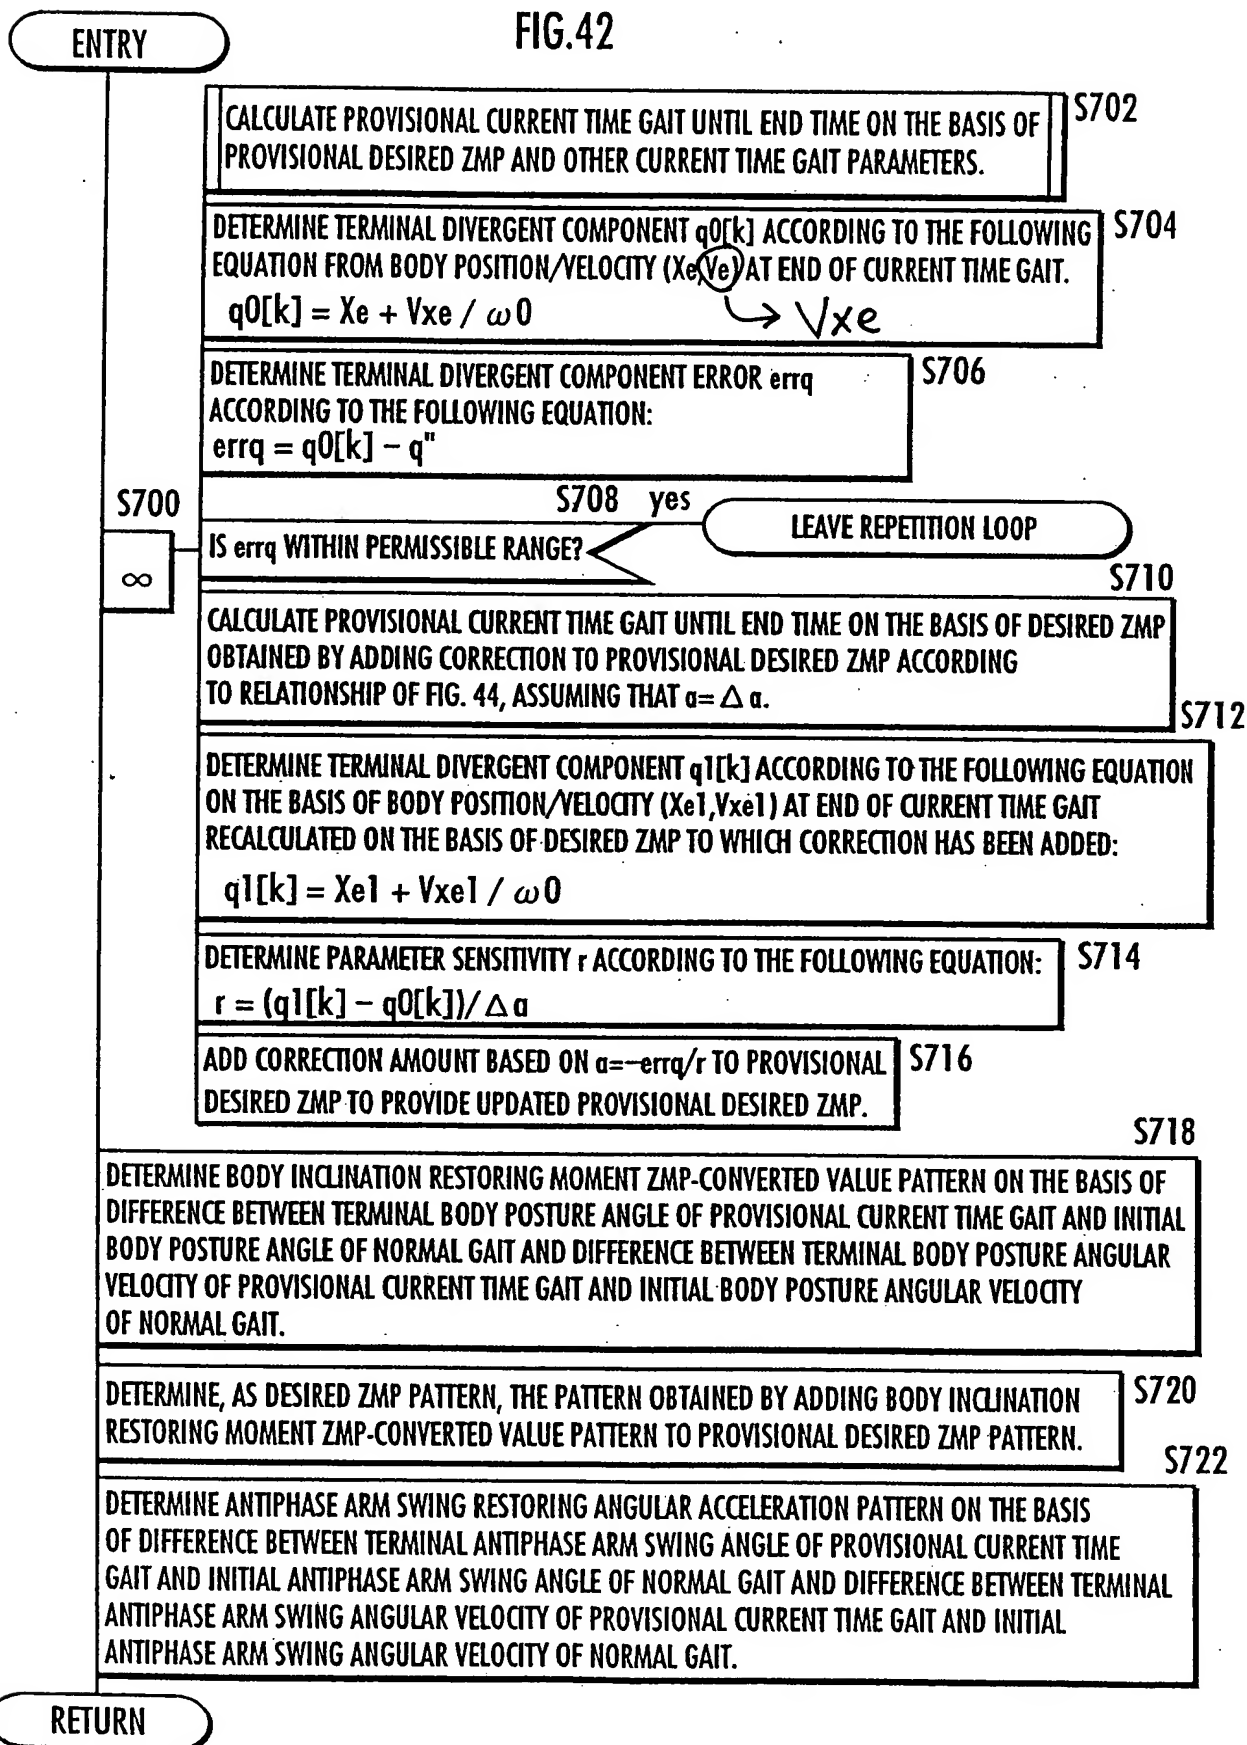 FIG.42
ENTRY
S702
CALCULATE PROVISIONAL CURRENT TIME GAIT UNTIL END TIME ON THE BASIS OF
PROVISIONAL DESIRED ZMP AND OTHER CURRENT TIME GAIT PARAMETERS.
S704
DETERMINE TERMINAL DIVERGENT COMPONENT q0[k] ACCORDING TO THE FOLLOWING
EQUATION FROM BODY POSITION/VELOCITY (Xe,Ve) AT END OF CURRENT TIME GAIT.
q0[k] = Xe + Vxe / ω0
→ Vxe
S706
DETERMINE TERMINAL DIVERGENT COMPONENT ERROR errq
ACCORDING TO THE FOLLOWING EQUATION:
errq = q0[k] − q"
S700
∞
S708 yes
IS errq WITHIN PERMISSIBLE RANGE?
LEAVE REPETITION LOOP
S710
CALCULATE PROVISIONAL CURRENT TIME GAIT UNTIL END TIME ON THE BASIS OF DESIRED ZMP
OBTAINED BY ADDING CORRECTION TO PROVISIONAL DESIRED ZMP ACCORDING
TO RELATIONSHIP OF FIG. 44, ASSUMING THAT a=Δa.
S712
DETERMINE TERMINAL DIVERGENT COMPONENT q1[k] ACCORDING TO THE FOLLOWING EQUATION
ON THE BASIS OF BODY POSITION/VELOCITY (Xe1,Vxe1) AT END OF CURRENT TIME GAIT
RECALCULATED ON THE BASIS OF DESIRED ZMP TO WHICH CORRECTION HAS BEEN ADDED:
q1[k] = Xe1 + Vxe1 / ω0
S714
DETERMINE PARAMETER SENSITIVITY r ACCORDING TO THE FOLLOWING EQUATION:
r = (q1[k] − q0[k])/Δa
S716
ADD CORRECTION AMOUNT BASED ON a=−errq/r TO PROVISIONAL
DESIRED ZMP TO PROVIDE UPDATED PROVISIONAL DESIRED ZMP.
S718
DETERMINE BODY INCLINATION RESTORING MOMENT ZMP-CONVERTED VALUE PATTERN ON THE BASIS OF
DIFFERENCE BETWEEN TERMINAL BODY POSTURE ANGLE OF PROVISIONAL CURRENT TIME GAIT AND INITIAL
BODY POSTURE ANGLE OF NORMAL GAIT AND DIFFERENCE BETWEEN TERMINAL BODY POSTURE ANGULAR
VELOCITY OF PROVISIONAL CURRENT TIME GAIT AND INITIAL BODY POSTURE ANGULAR VELOCITY
OF NORMAL GAIT.
S720
DETERMINE, AS DESIRED ZMP PATTERN, THE PATTERN OBTAINED BY ADDING BODY INCLINATION
RESTORING MOMENT ZMP-CONVERTED VALUE PATTERN TO PROVISIONAL DESIRED ZMP PATTERN.
S722
DETERMINE ANTIPHASE ARM SWING RESTORING ANGULAR ACCELERATION PATTERN ON THE BASIS
OF DIFFERENCE BETWEEN TERMINAL ANTIPHASE ARM SWING ANGLE OF PROVISIONAL CURRENT TIME
GAIT AND INITIAL ANTIPHASE ARM SWING ANGLE OF NORMAL GAIT AND DIFFERENCE BETWEEN TERMINAL
ANTIPHASE ARM SWING ANGULAR VELOCITY OF PROVISIONAL CURRENT TIME GAIT AND INITIAL
ANTIPHASE ARM SWING ANGULAR VELOCITY OF NORMAL GAIT.
RETURN